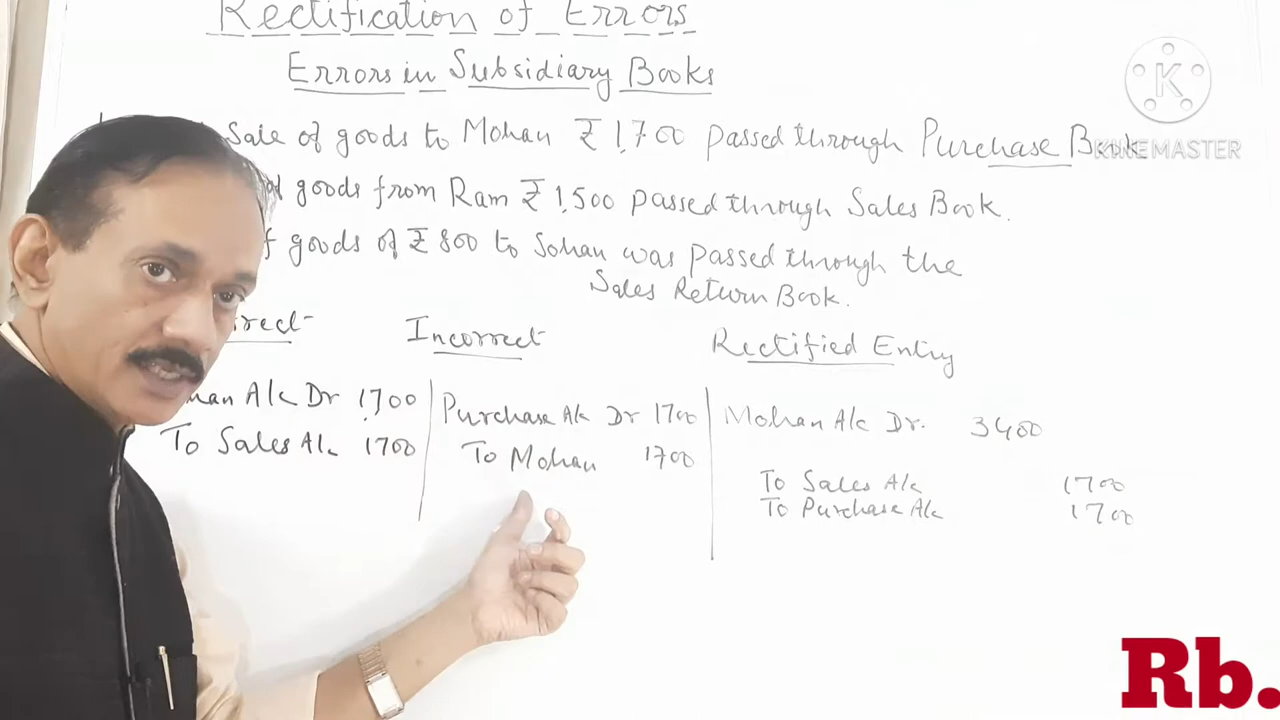 Rectification of Errors
Errors in Subsidiary Books
Sale of goods to Mohan ₹ 1,700 passed through Purchase Book
goods from Ram ₹ 1,500 passed through Sales Book.
goods of ₹ 800 to Sohan was passed through the
Sales Return Book.
Incorrect
Rectified Entry
A/c Dr 1,700
To Sales A/c 1700
Purchase A/c Dr 1700
To Mohan 1700
Mohan A/c Dr. 3400
To Sales A/c 1700
To Purchase A/c 1700
KINEMASTER
Rb.